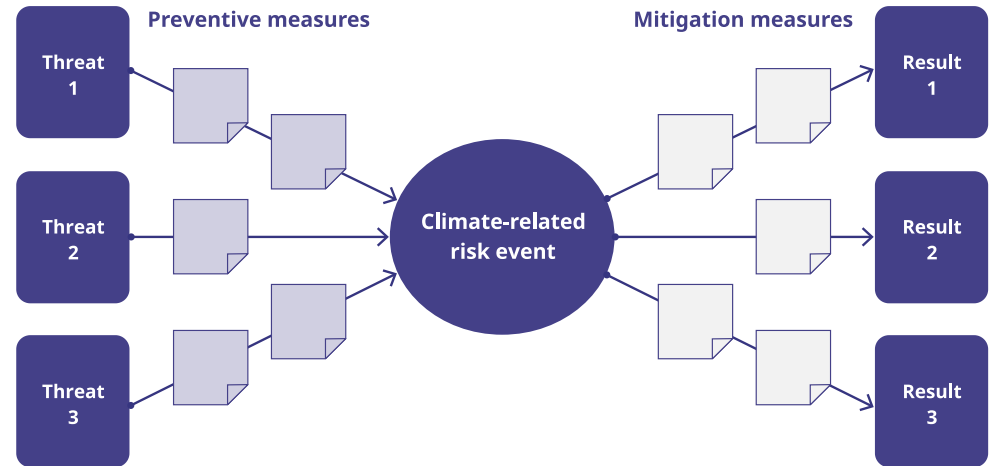 Preventive measures
Mitigation measures
Threat
1
Threat
2
Threat
3
Climate-related
risk event
Result
1
Result
2
Result
3